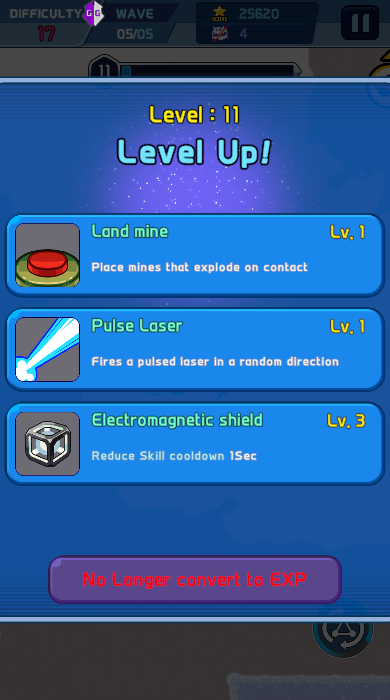 DIFFICULTY
17
GG
WAVE
05/05
SCORE
25620
4
11
Level : 11
Level Up!
Land mine
Lv. 1
Place mines that explode on contact
Pulse Laser
Lv. 1
Fires a pulsed laser in a random direction
Electromagnetic shield
Lv. 3
Reduce Skill cooldown 1Sec
No Longer convert to EXP